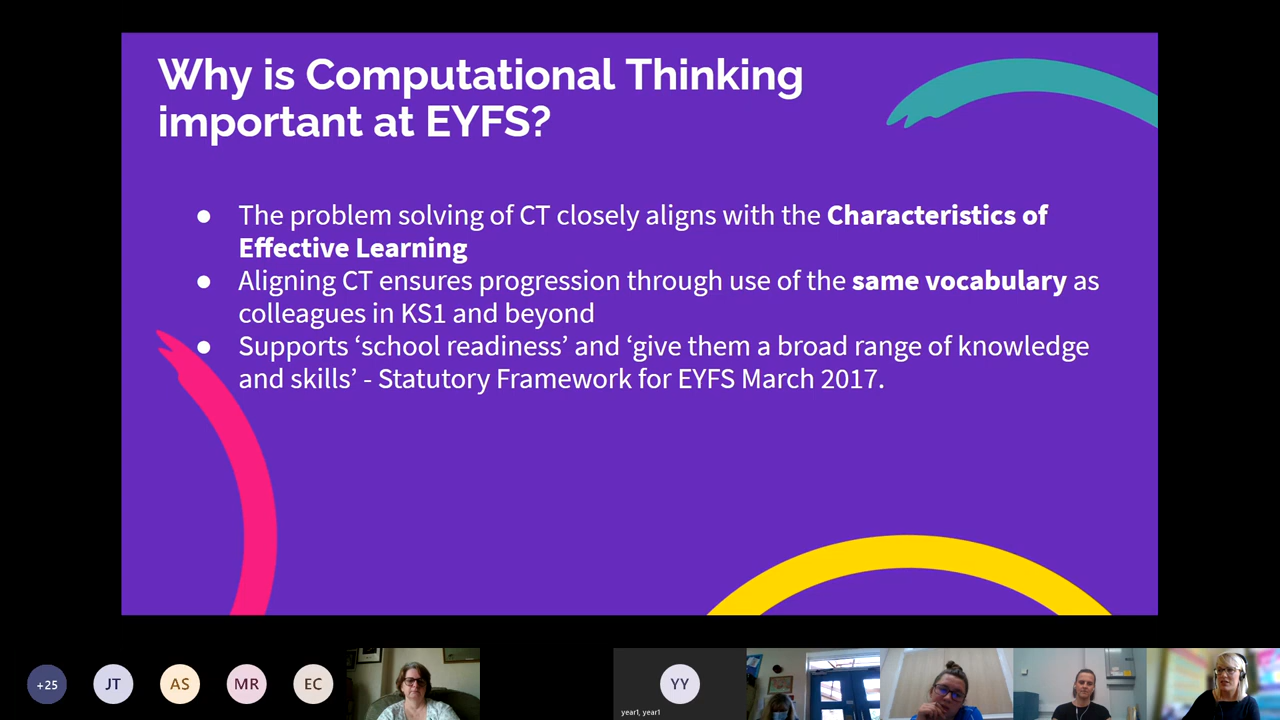 Why is Computational Thinking
important at EYFS?
● The problem solving of CT closely aligns with the Characteristics of
Effective Learning
● Aligning CT ensures progression through use of the same vocabulary as
colleagues in KS1 and beyond
● Supports ‘school readiness’ and ‘give them a broad range of knowledge
and skills’ - Statutory Framework for EYFS March 2017.
+25 JT AS MR EC YY
year1, year1